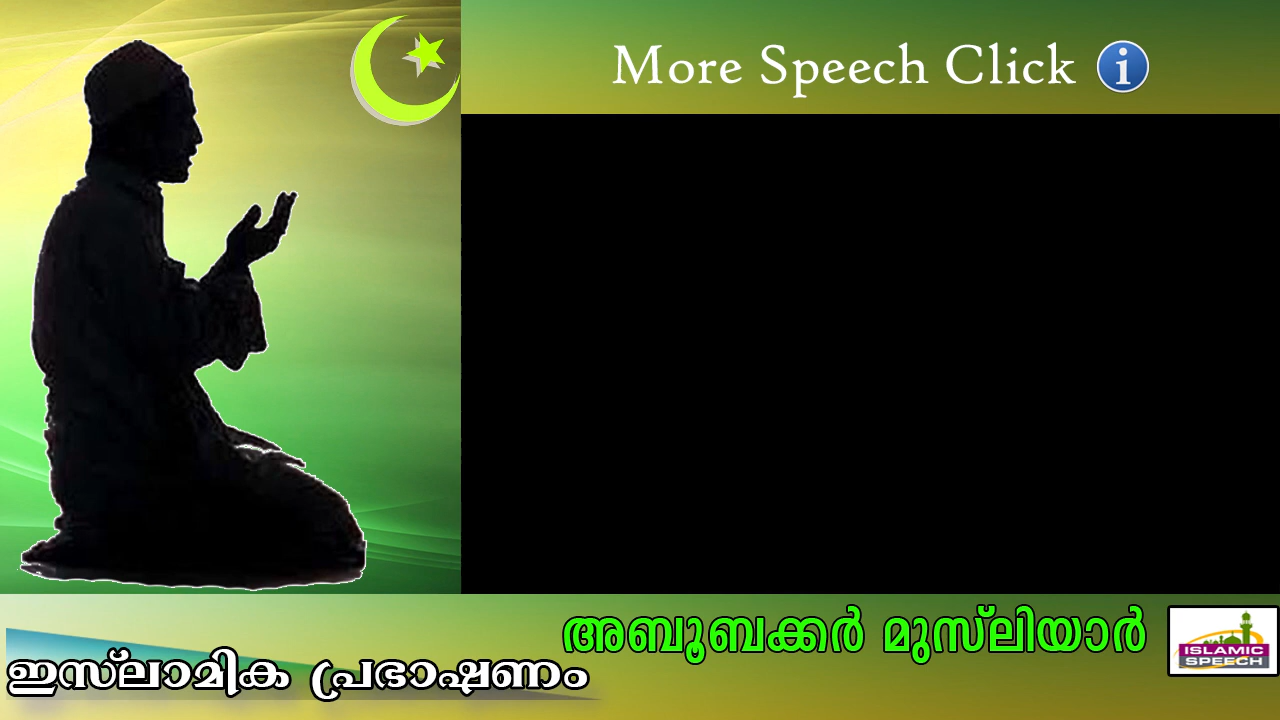 More Speech Click i
അബൂബക്കർ മുസ്ലിയാർ
ഇസ്ലാമിക പ്രഭാഷണം
ISLAMIC
SPEECH